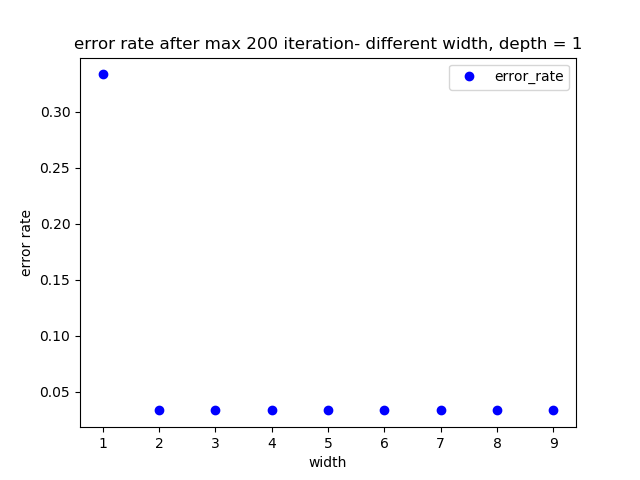 error rate after max 200 iteration- different width, depth = 1
error_rate
0.30
0.25
0.20
0.15
0.10
0.05
error rate
1 2 3 4 5 6 7 8 9
width